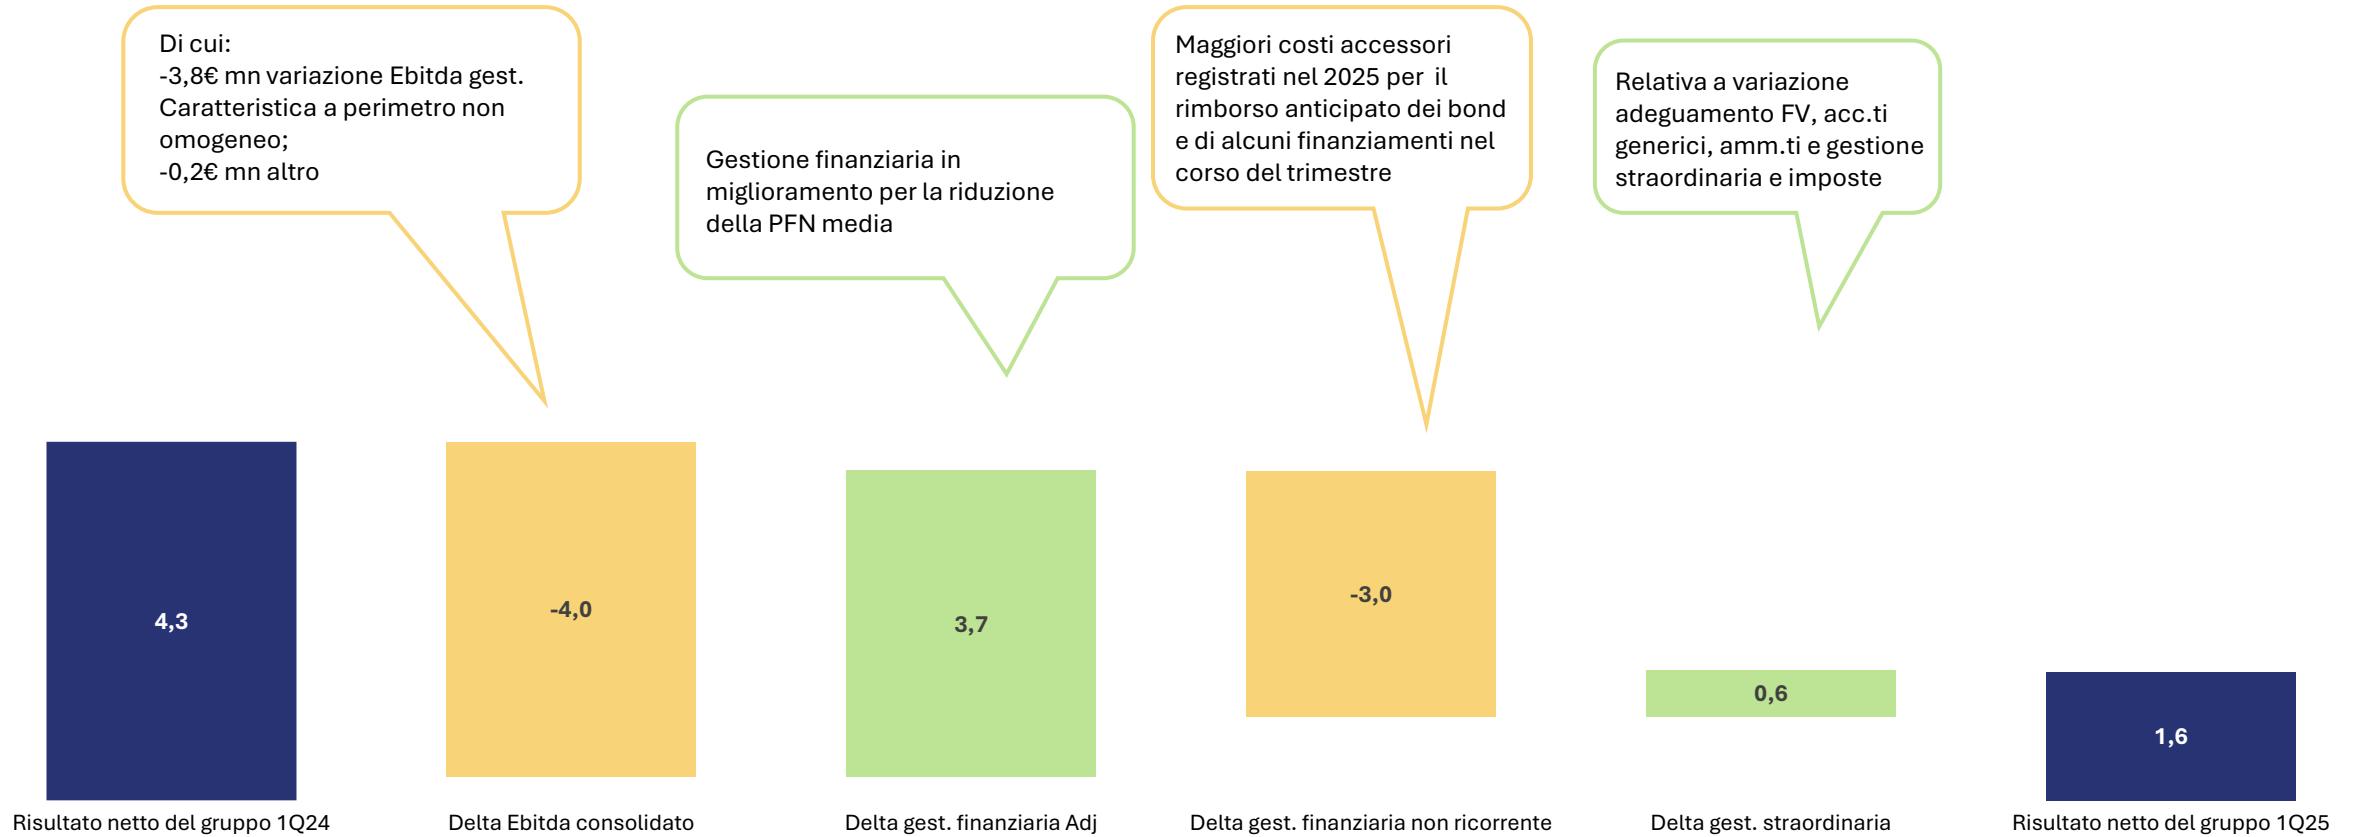 Di cui:
-3,8€ mn variazione Ebitda gest.
Caratteristica a perimetro non
omogeneo;
-0,2€ mn altro
Gestione finanziaria in
miglioramento per la riduzione
della PFN media
Maggiori costi accessori
registrati nel 2025 per  il
rimborso anticipato dei bond
e di alcuni finanziamenti nel
corso del trimestre
Relativa a variazione
adeguamento FV, acc.ti
generici, amm.ti e gestione
straordinaria e imposte
4,3
-4,0
3,7
-3,0
0,6
1,6
Risultato netto del gruppo 1Q24
Delta Ebitda consolidato
Delta gest. finanziaria Adj
Delta gest. finanziaria non ricorrente
Delta gest. straordinaria
Risultato netto del gruppo 1Q25